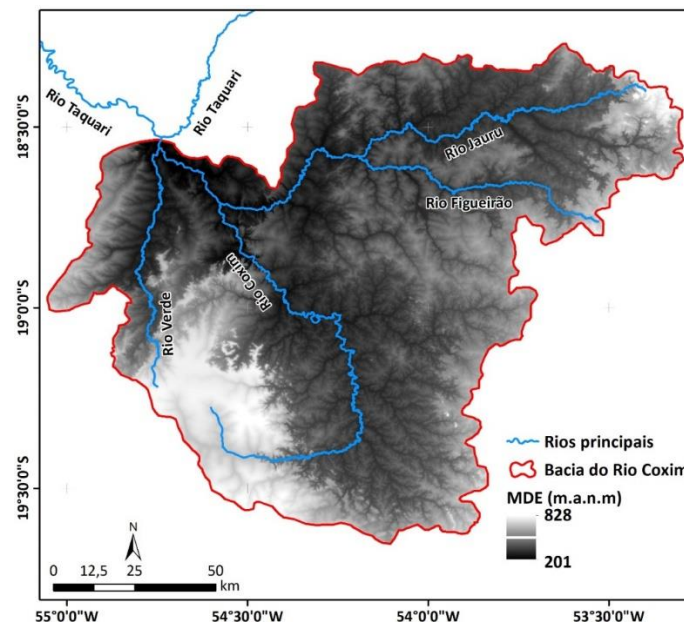 Rio Taquari
Rio Taquari
18°30'0"S
Rio Jauru
Rio Figueirão
Rio Coxim
19°0'0"S
Rio Verde
Rios principais
Bacia do Rio Coxim
19°30'0"S
MDE (m.a.n.m)
828
201
N
0 12,5 25 50
km
55°0'0"W 54°30'0"W 54°0'0"W 53°30'0"W